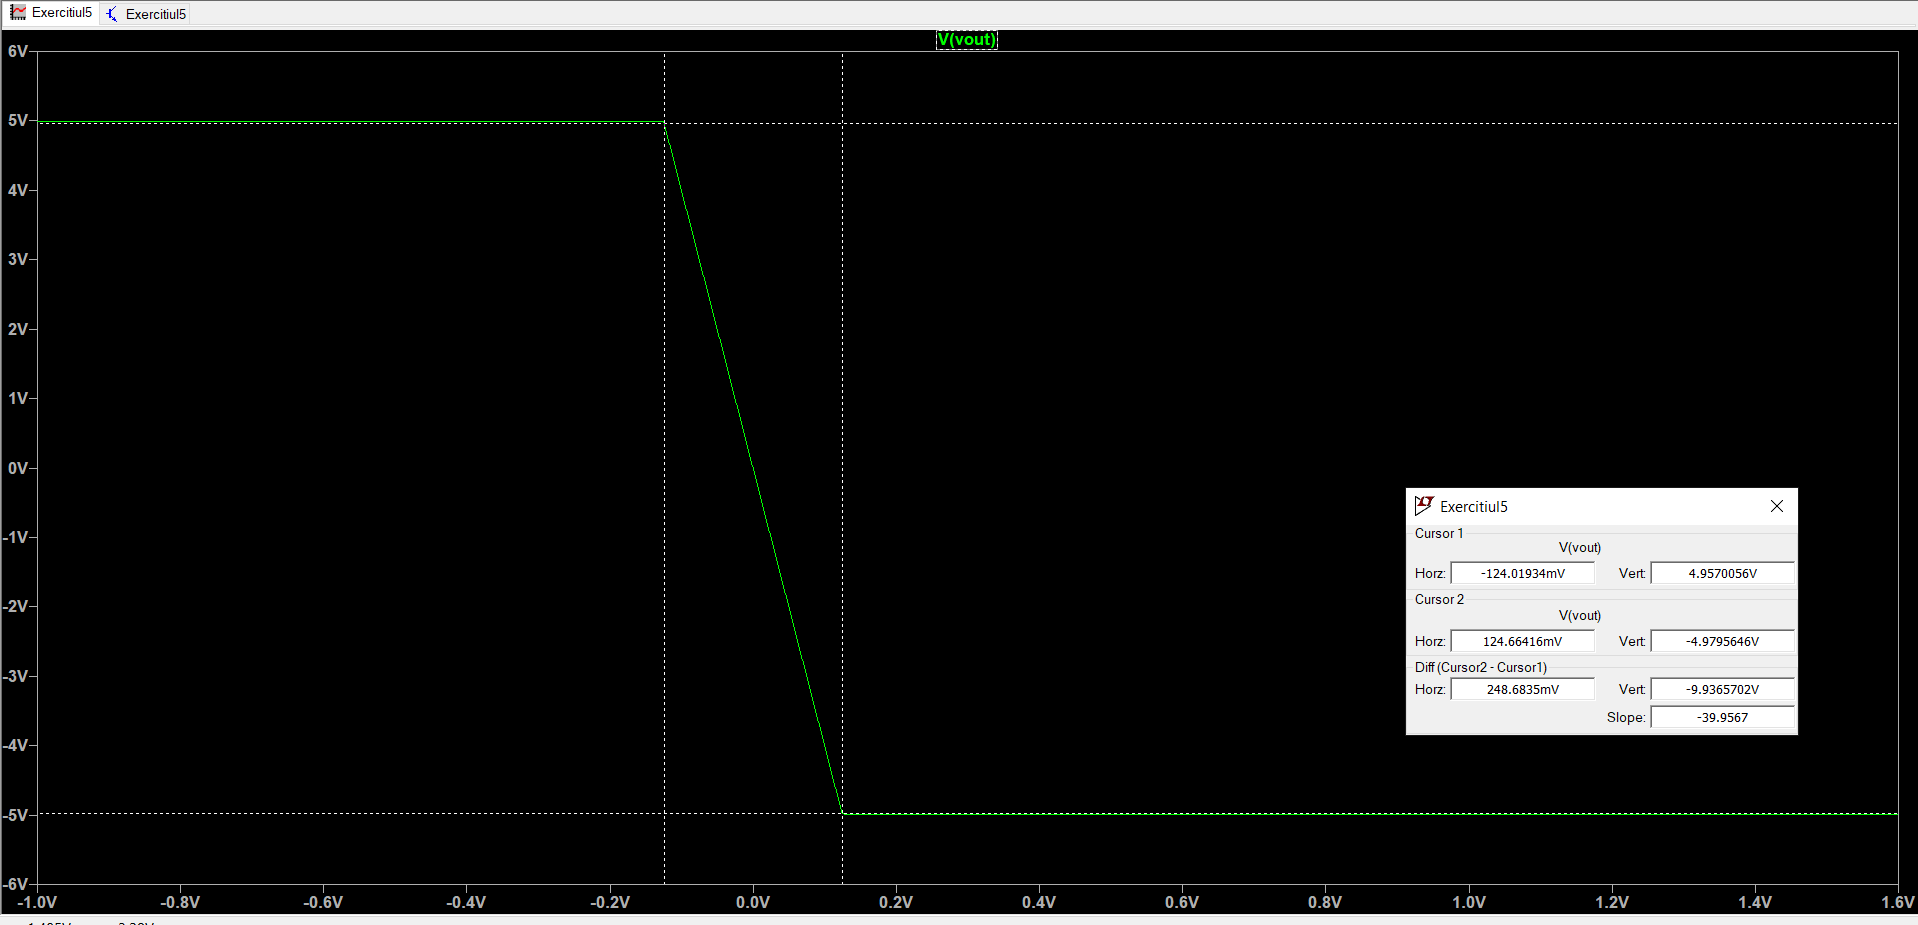 Exercitiul5 Exercitiul5
V(vout)
6V
5V
4V
3V
2V
1V
0V
-1V
-2V
-3V
-4V
-5V
-6V
-1.0V -0.8V -0.6V -0.4V -0.2V 0.0V 0.2V 0.4V 0.6V 0.8V 1.0V 1.2V 1.4V 1.6V
Exercitiul5
Cursor 1
V(vout)
Horz: -124.01934mV Vert: 4.9570056V
Cursor 2
V(vout)
Horz: 124.66416mV Vert: -4.9795646V
Diff (Cursor2 - Cursor1)
Horz: 248.6835mV Vert: -9.9365702V
Slope: -39.9567